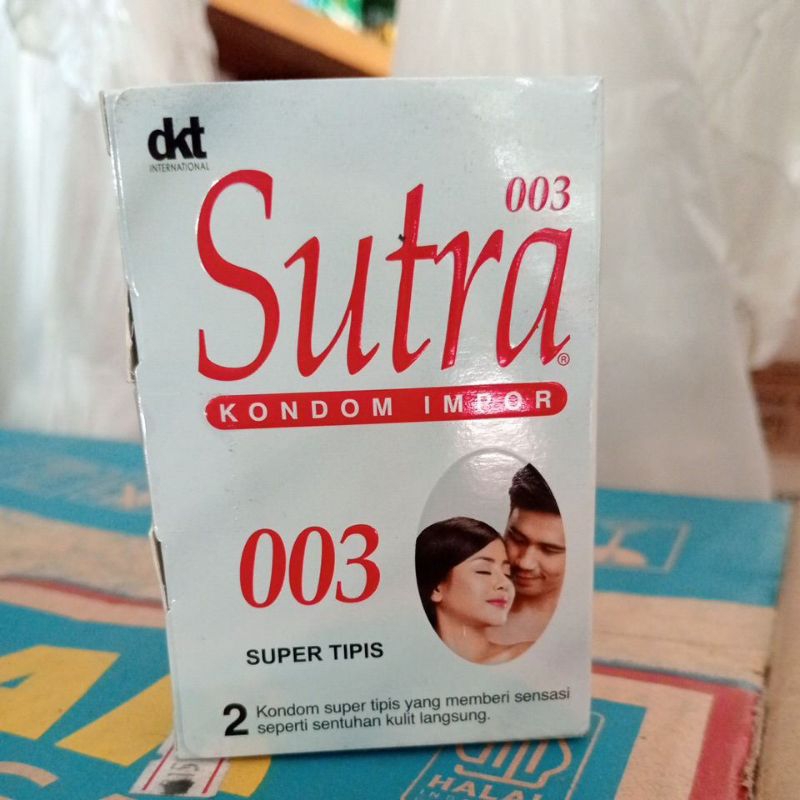 dkt
INTERNATIONAL
003
Sutra®
KONDOM IMPOR
003
SUPER TIPIS
2 Kondom super tipis yang memberi sensasi
seperti sentuhan kulit langsung.
HALAL